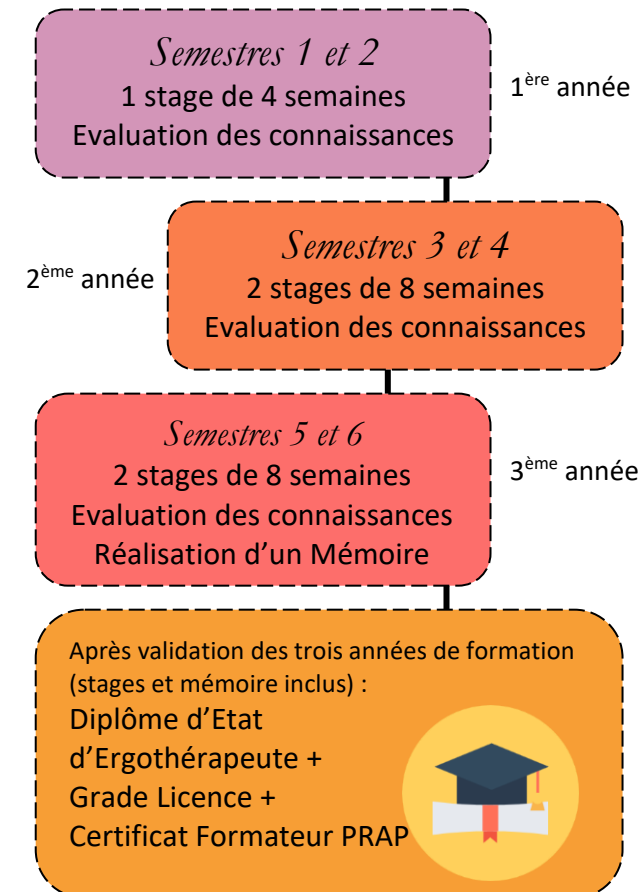 Semestres 1 et 2
1 stage de 4 semaines
Evaluation des connaissances
1ère année
Semestres 3 et 4
2 stages de 8 semaines
Evaluation des connaissances
2ème année
Semestres 5 et 6
2 stages de 8 semaines
Evaluation des connaissances
Réalisation d’un Mémoire
3ème année
Après validation des trois années de formation
(stages et mémoire inclus) :
Diplôme d’Etat
d’Ergothérapeute +
Grade Licence +
Certificat Formateur PRAP